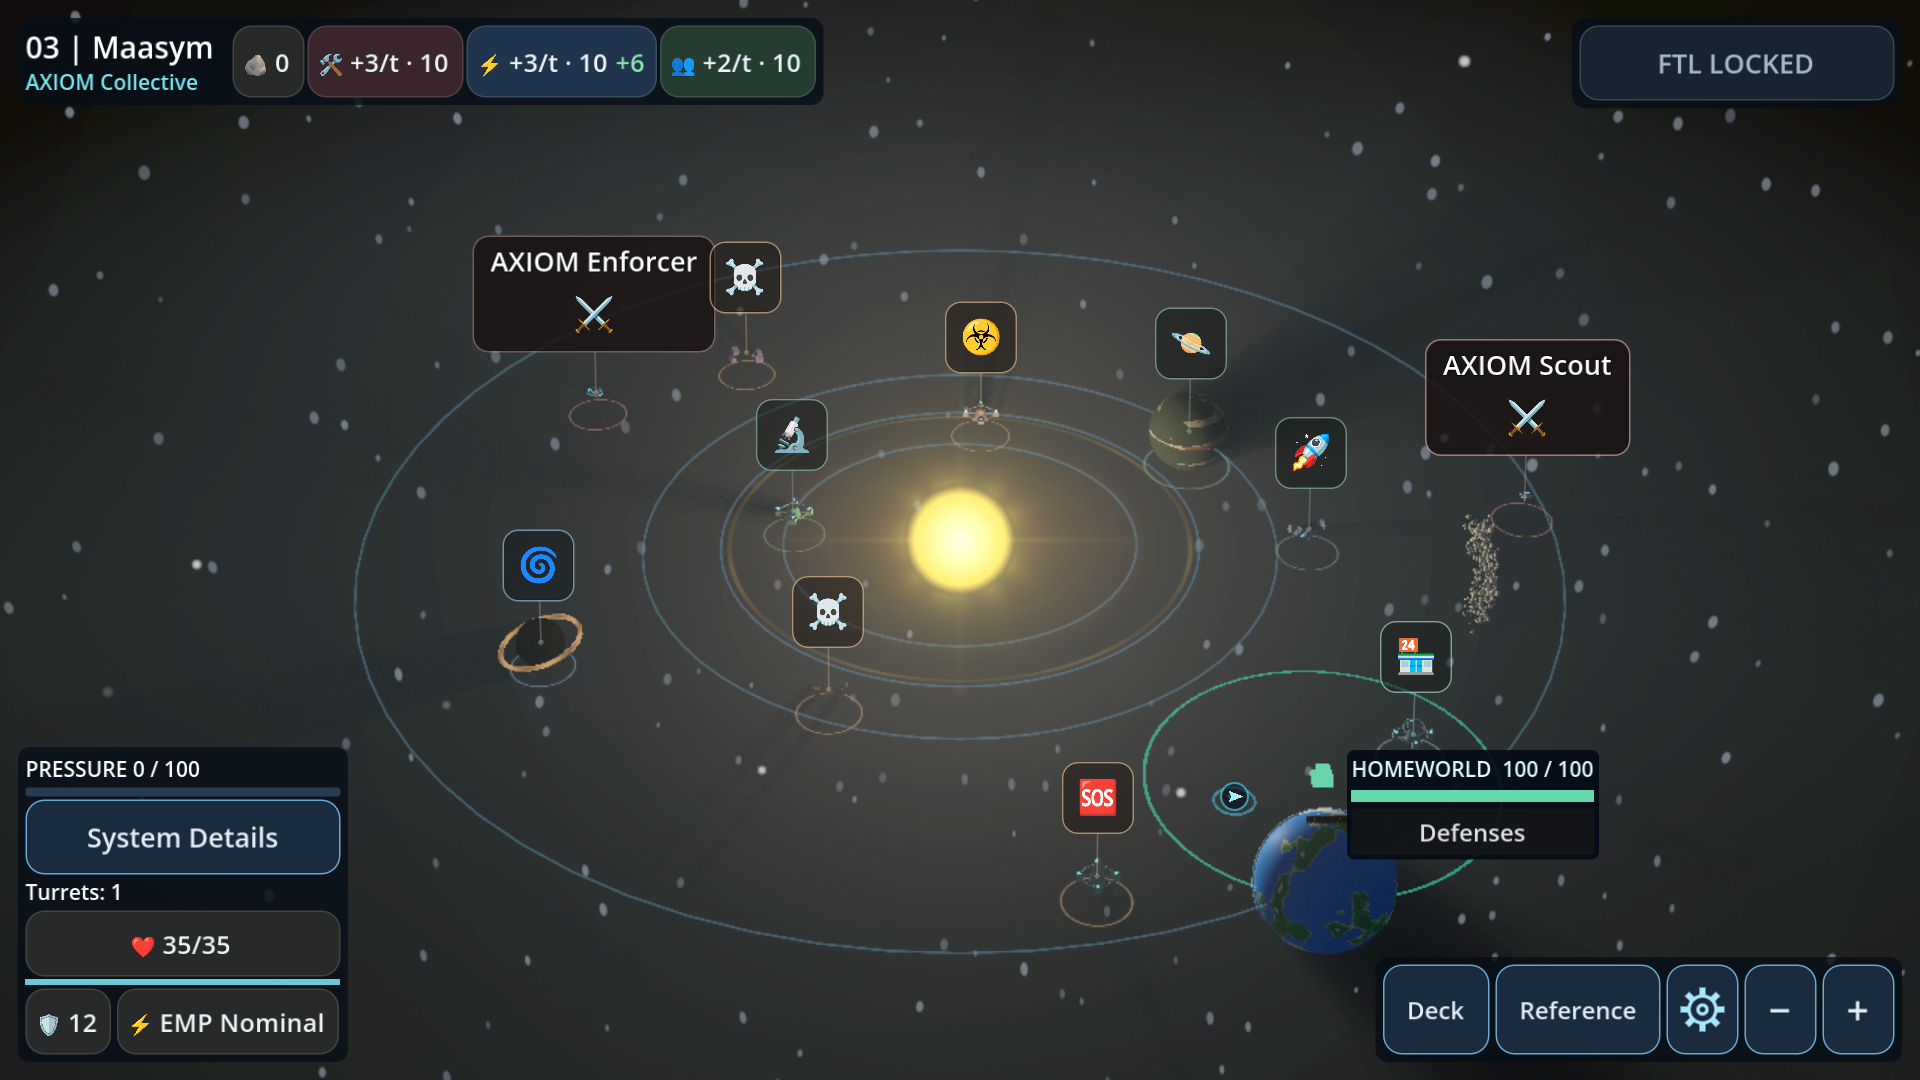 03 | Maasym
AXIOM Collective
0
+3/t · 10
+3/t · 10 +6
+2/t · 10
FTL LOCKED
AXIOM Enforcer
AXIOM Scout
24
SOS
HOMEWORLD 100 / 100
Defenses
PRESSURE 0 / 100
System Details
Turrets: 1
35/35
12
EMP Nominal
Deck
Reference
−
+